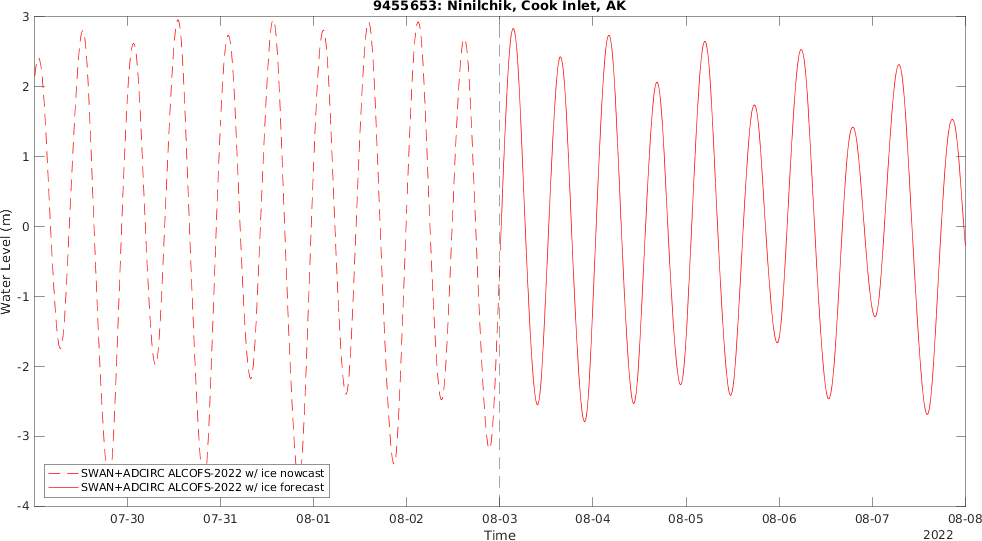 9455653: Ninilchik, Cook Inlet, AK
Water Level (m)
3
2
1
0
-1
-2
-3
-4
SWAN+ADCIRC ALCOFS-2022 w/ ice nowcast
SWAN+ADCIRC ALCOFS-2022 w/ ice forecast
07-30 07-31 08-01 08-02 08-03 08-04 08-05 08-06 08-07 08-08
Time
2022